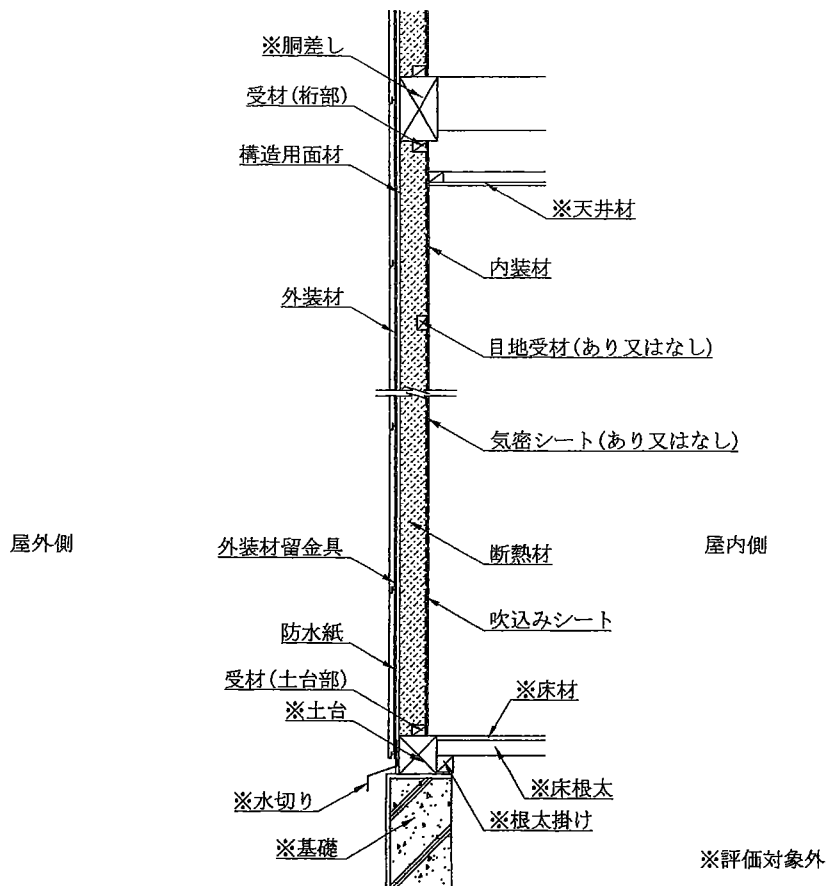 ※胴差し
受材(桁部)
構造用面材
※天井材
内装材
外装材
目地受材(あり又はなし)
気密シート(あり又はなし)
屋外側
外装材留金具
断熱材
屋内側
吹込みシート
防水紙
受材(土台部)
※床材
※土台
※床根太
※水切り
※根太掛け
※基礎
※評価対象外